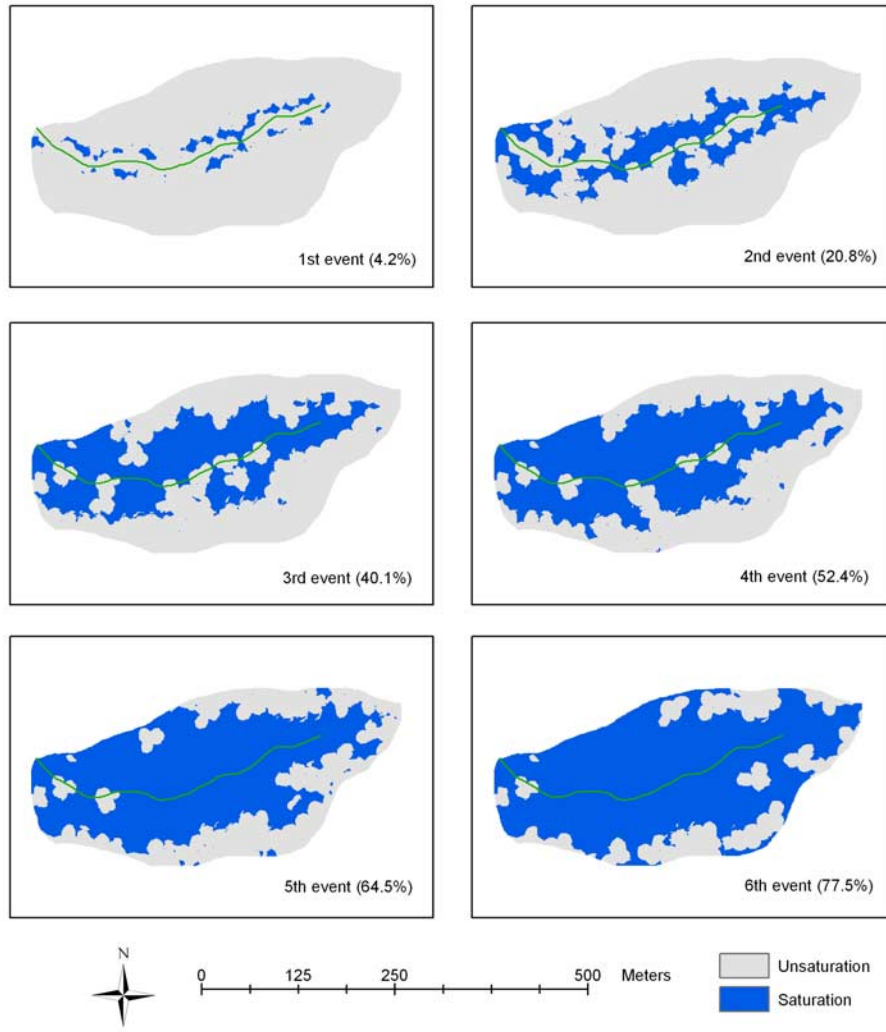 1st event (4.2%)
2nd event (20.8%)
3rd event (40.1%)
4th event (52.4%)
5th event (64.5%)
6th event (77.5%)
N
0 125 250 500 Meters
Unsaturation
Saturation